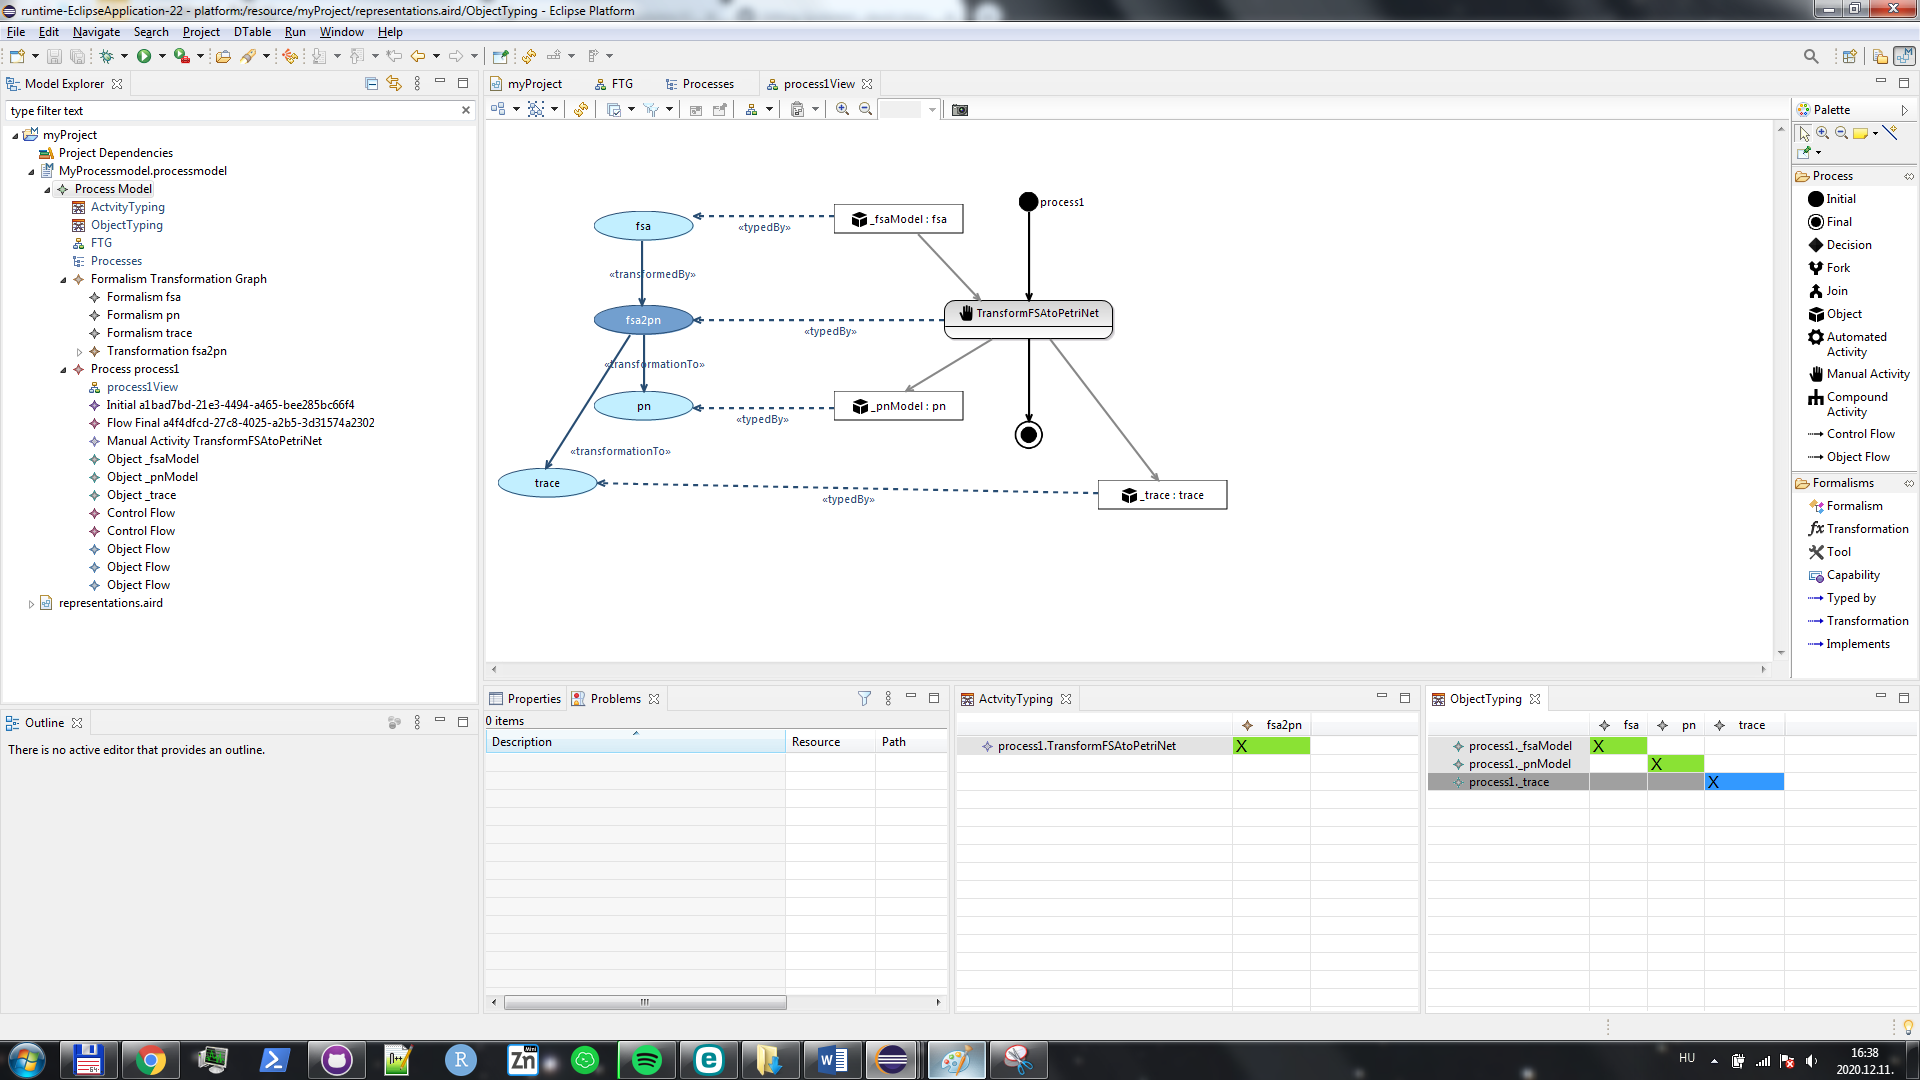 runtime-EclipseApplication-22 - platform:/resource/myProject/representations.aird/ObjectTyping - Eclipse Platform
File Edit Navigate Search Project DTable Run Window Help
Model Explorer
type filter text
myProject
Project Dependencies
MyProcessmodel.processmodel
Process Model
ActvityTyping
ObjectTyping
FTG
Processes
Formalism Transformation Graph
Formalism fsa
Formalism pn
Formalism trace
Transformation fsa2pn
Process process1
process1View
Initial a1bad7bd-21e3-4494-a465-bee285bc66f4
Flow Final a4f4dfcd-27c8-4025-a2b5-3d31574a2302
Manual Activity TransformFSAtoPetriNet
Object _fsaModel
Object _pnModel
Object _trace
Control Flow
Control Flow
Object Flow
Object Flow
Object Flow
representations.aird
Outline
There is no active editor that provides an outline.
myProject FTG Processes process1View
process1
fsa
«typedBy»
_fsaModel : fsa
«transformedBy»
fsa2pn
«typedBy»
TransformFSAtoPetriNet
«transformationTo»
pn
«typedBy»
_pnModel : pn
«transformationTo»
trace
«typedBy»
_trace : trace
Palette
Process
Initial
Final
Decision
Fork
Join
Object
Automated
Activity
Manual Activity
Compound
Activity
Control Flow
Object Flow
Formalisms
Formalism
fx Transformation
Tool
Capability
Typed by
Transformation
Implements
Properties Problems
0 items
Description Resource Path
ActvityTyping
fsa2pn
process1.TransformFSAtoPetriNet X
ObjectTyping
fsa pn trace
process1._fsaModel X
process1._pnModel X
process1._trace X
64
n++
R
Zn
W
HU
16:38
2020.12.11.